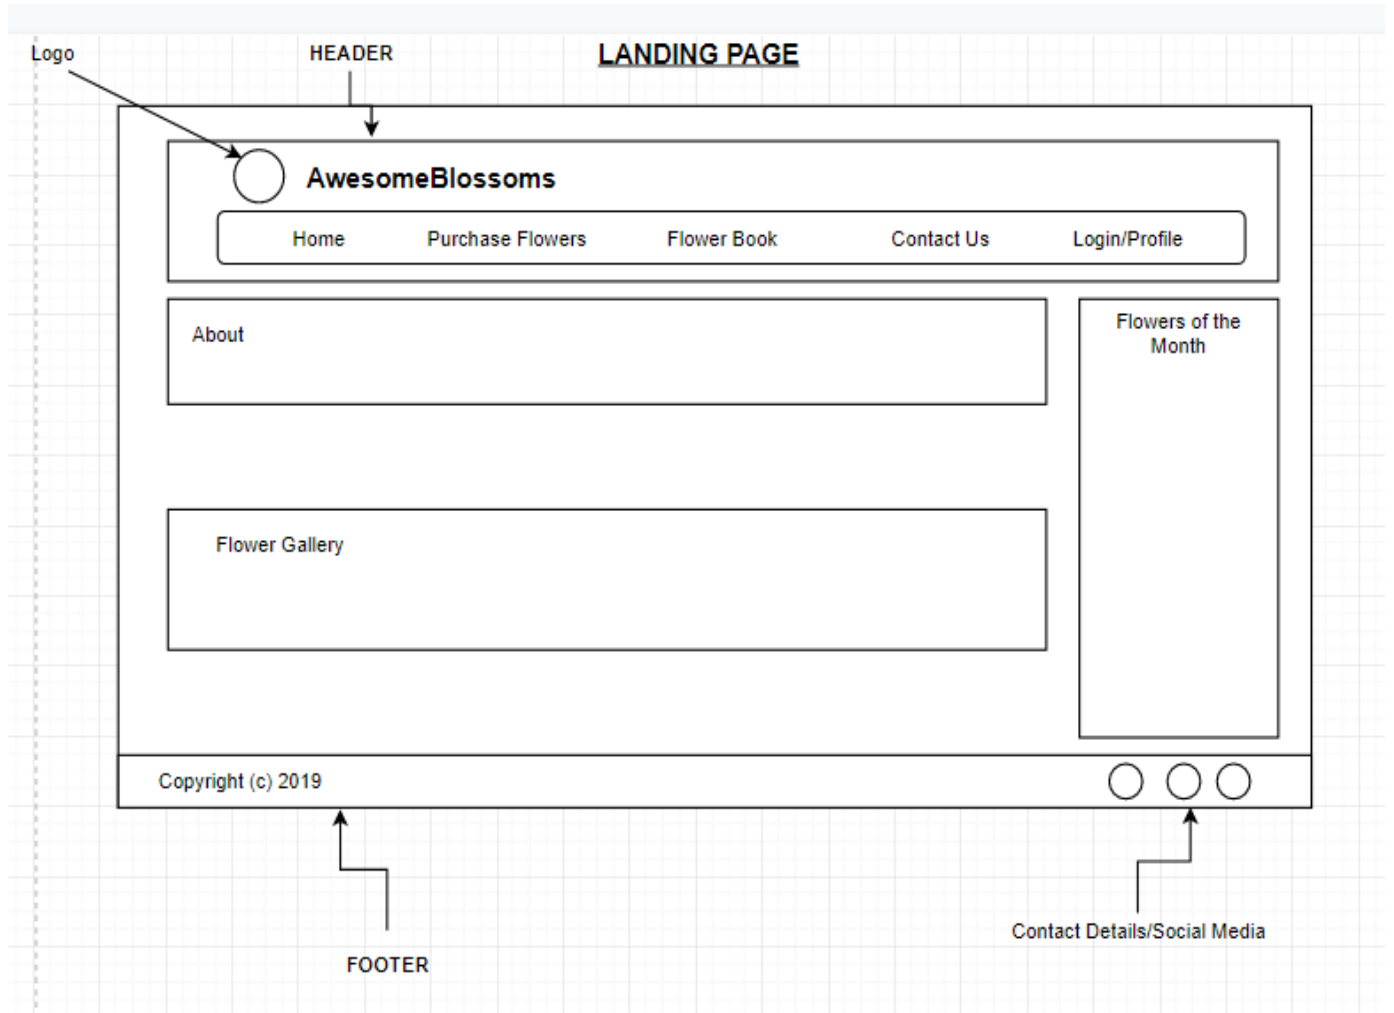 Logo
HEADER
LANDING PAGE
AwesomeBlossoms
Home
Purchase Flowers
Flower Book
Contact Us
Login/Profile
About
Flowers of the
Month
Flower Gallery
Copyright (c) 2019
Contact Details/Social Media
FOOTER